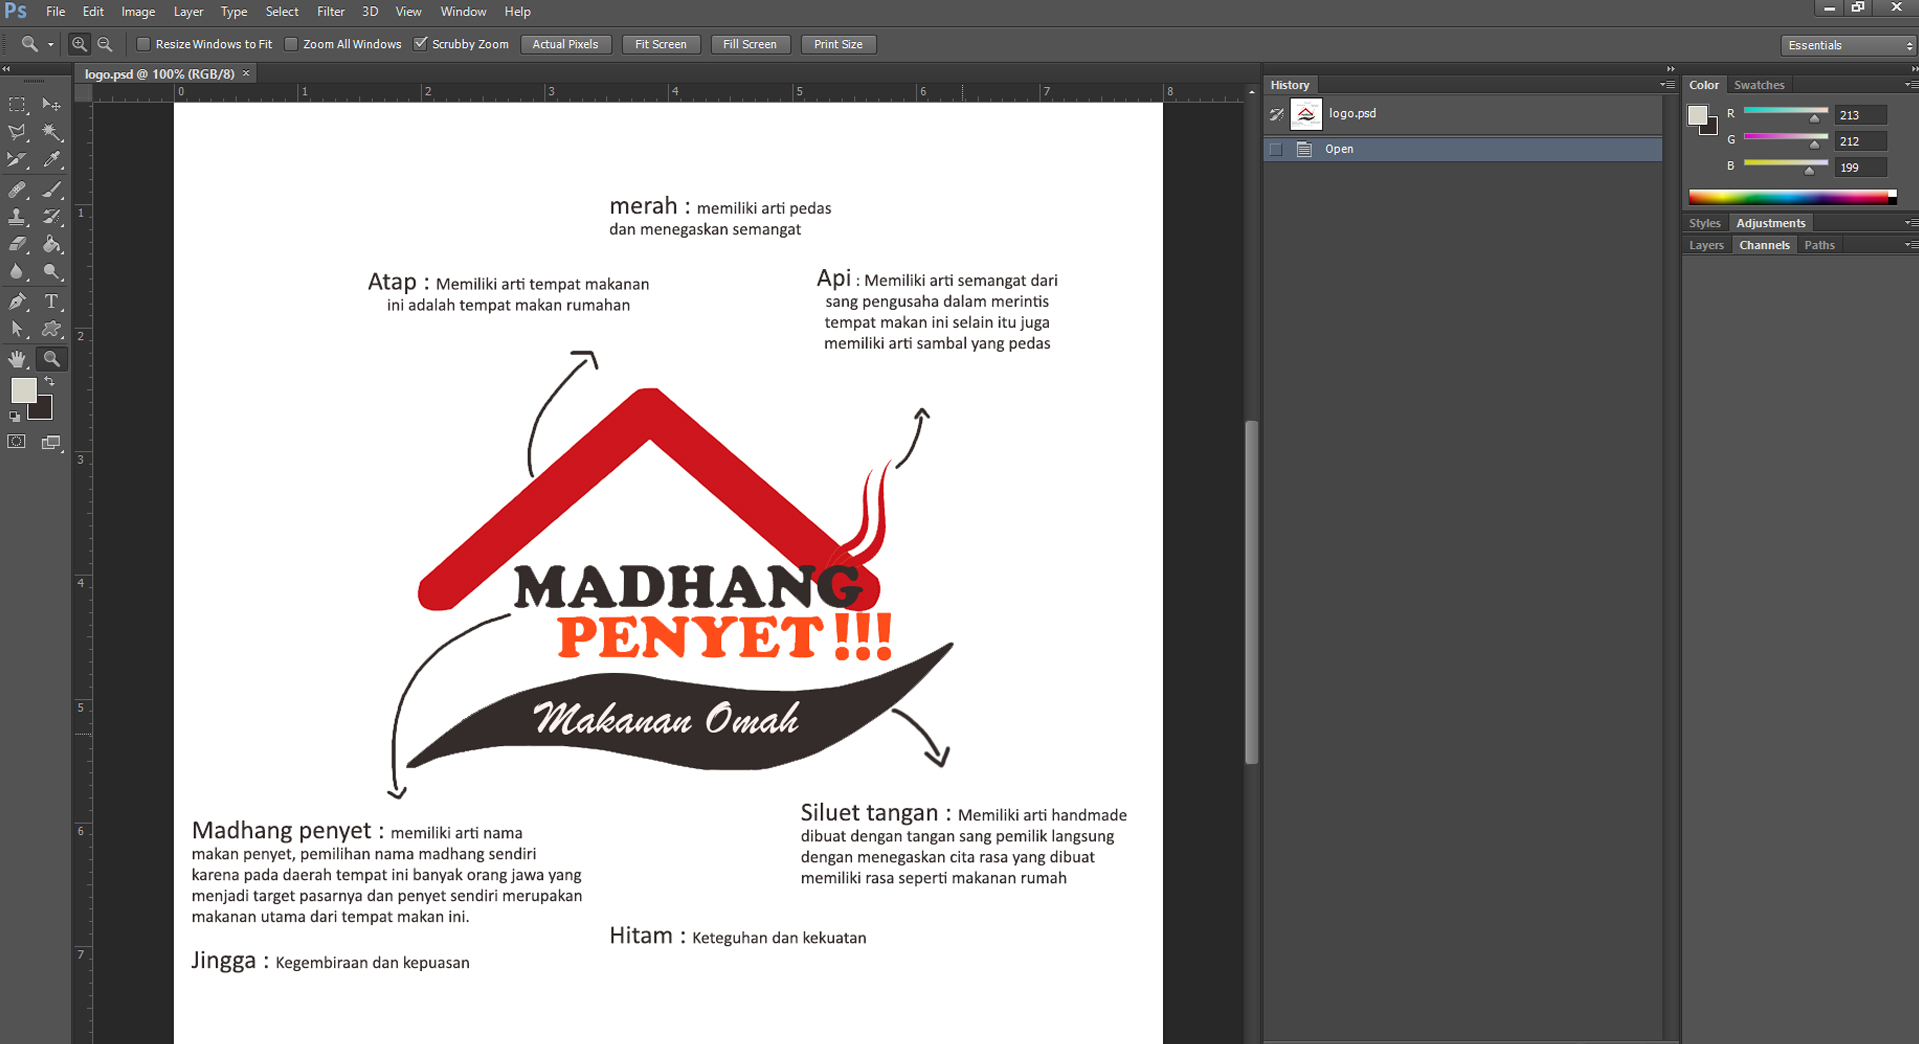 Ps File Edit Image Layer Type Select Filter 3D View Window Help
Resize Windows to Fit Zoom All Windows Scrubby Zoom Actual Pixels Fit Screen Fill Screen Print Size Essentials
logo.psd @ 100% (RGB/8) ×
0 1 2 3 4 5 6 7 8
1
2
3
4
5
6
7
merah : memiliki arti pedas
dan menegaskan semangat
Atap : Memiliki arti tempat makanan
ini adalah tempat makan rumahan
Api : Memiliki arti semangat dari
sang pengusaha dalam merintis
tempat makan ini selain itu juga
memiliki arti sambal yang pedas
MADHANG
PENYET!!!
Makanan Omah
Madhang penyet : memiliki arti nama
makan penyet, pemilihan nama madhang sendiri
karena pada daerah tempat ini banyak orang jawa yang
menjadi target pasarnya dan penyet sendiri merupakan
makanan utama dari tempat makan ini.
Siluet tangan : Memiliki arti handmade
dibuat dengan tangan sang pemilik langsung
dengan menegaskan cita rasa yang dibuat
memiliki rasa seperti makanan rumah
Hitam : Keteguhan dan kekuatan
Jingga : Kegembiraan dan kepuasan
History
logo.psd
Open
Color Swatches
R 213
G 212
B 199
Styles Adjustments
Layers Channels Paths